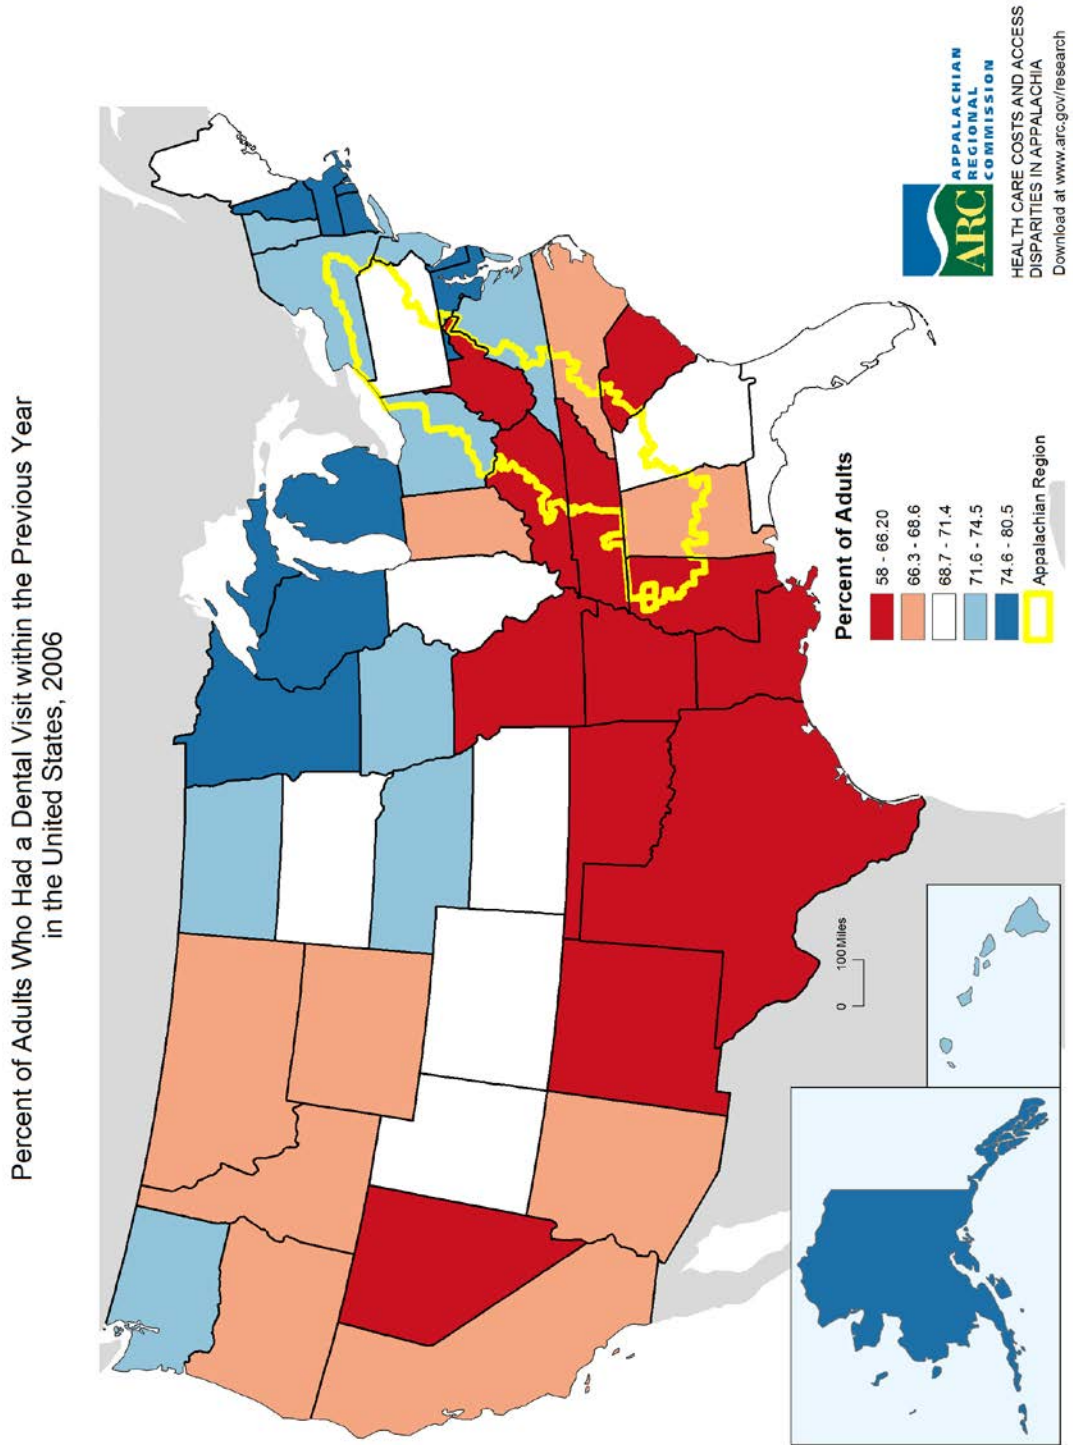 Percent of Adults Who Had a Dental Visit within the Previous Year
in the United States, 2006
Percent of Adults
58 - 66.20
66.3 - 68.6
68.7 - 71.4
71.6 - 74.5
74.6 - 80.5
Appalachian Region
0 100 Miles
ARC
APPALACHIAN
REGIONAL
COMMISSION
HEALTH CARE COSTS AND ACCESS
DISPARITIES IN APPALACHIA
Download at www.arc.gov/research